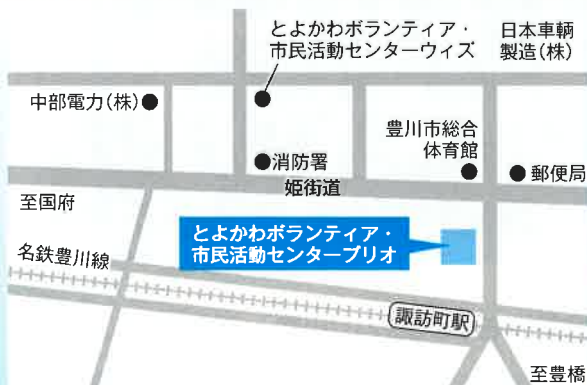 とよかわボランティア・
市民活動センターウィズ
日本車輌
製造(株)
中部電力(株)
豊川市総合
体育館
消防署
郵便局
姫街道
至国府
とよかわボランティア・
市民活動センタープリオ
名鉄豊川線
諏訪町駅
至豊橋